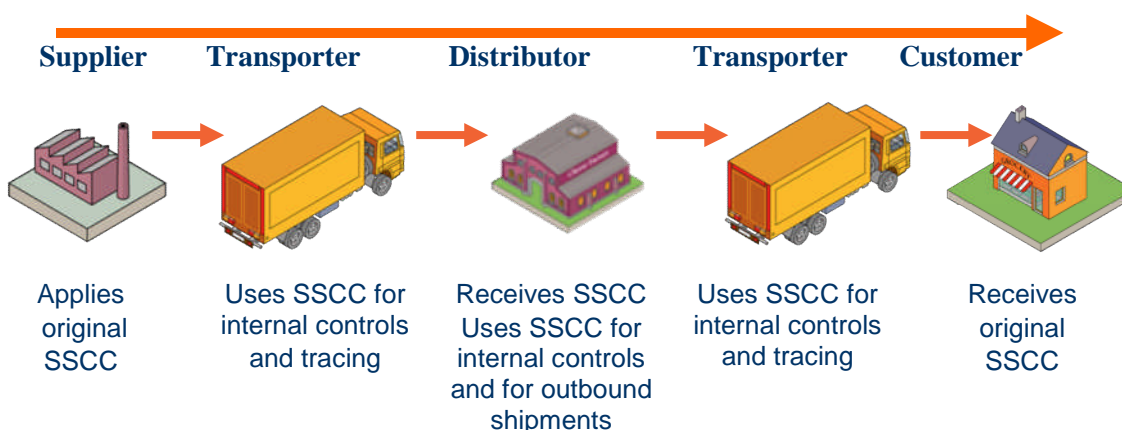 Supplier
Transporter
Distributor
Transporter
Customer
GROCERY
Applies
original
SSCC
Uses SSCC for
internal controls
and tracing
Receives SSCC
Uses SSCC for
internal controls
and for outbound
shipments
Uses SSCC for
internal controls
and tracing
Receives
original
SSCC